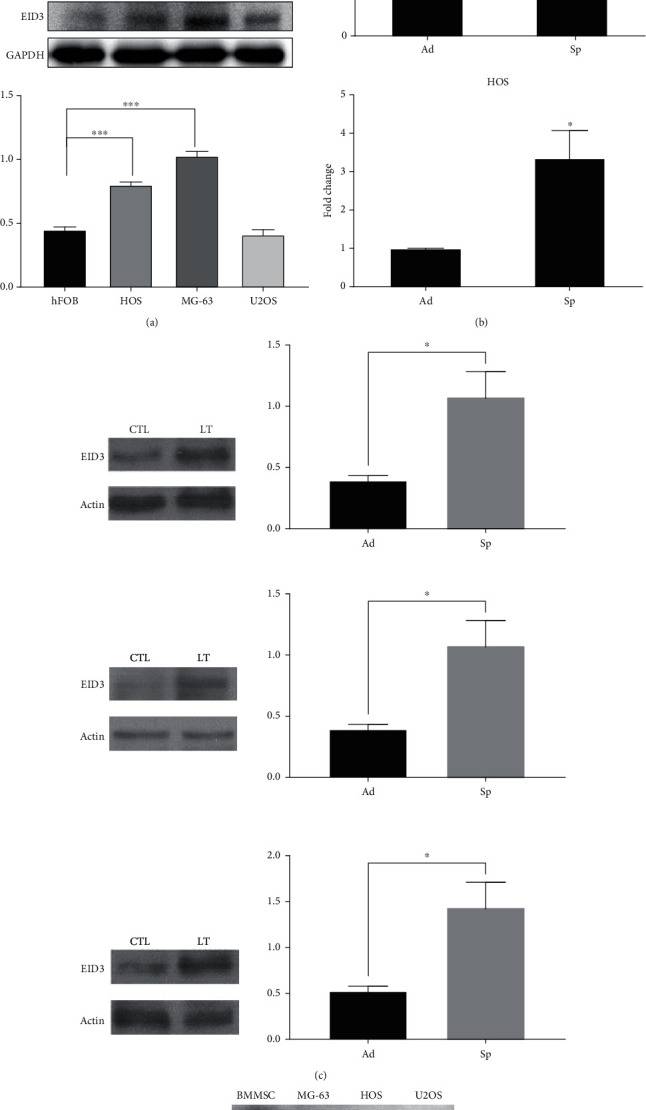 EID3
GAPDH
1.5
1.0
0.5
0.0
***
***
hFOB HOS MG-63 U2OS
(a)
0
Ad Sp
HOS
Fold change
5
4
3
2
1
0
*
Ad Sp
(b)
CTL LT
EID3
Actin
1.5
1.0
0.5
0.0
*
Ad Sp
CTL LT
EID3
Actin
1.5
1.0
0.5
0.0
*
Ad Sp
CTL LT
EID3
Actin
2.0
1.5
1.0
0.5
0.0
*
Ad Sp
(c)
BMMSC MG-63 HOS U2OS